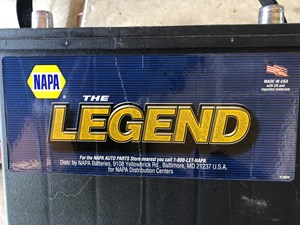 NAPA
MADE IN USA
with US and
imported materials
THE
LEGEND
For the NAPA AUTO PARTS Store nearest you call 1-800-LET-NAPA
Distr. by NAPA Batteries, 9108 Yellowbrick Rd., Baltimore, MD 21237 U.S.A.
for NAPA Distribution Centers